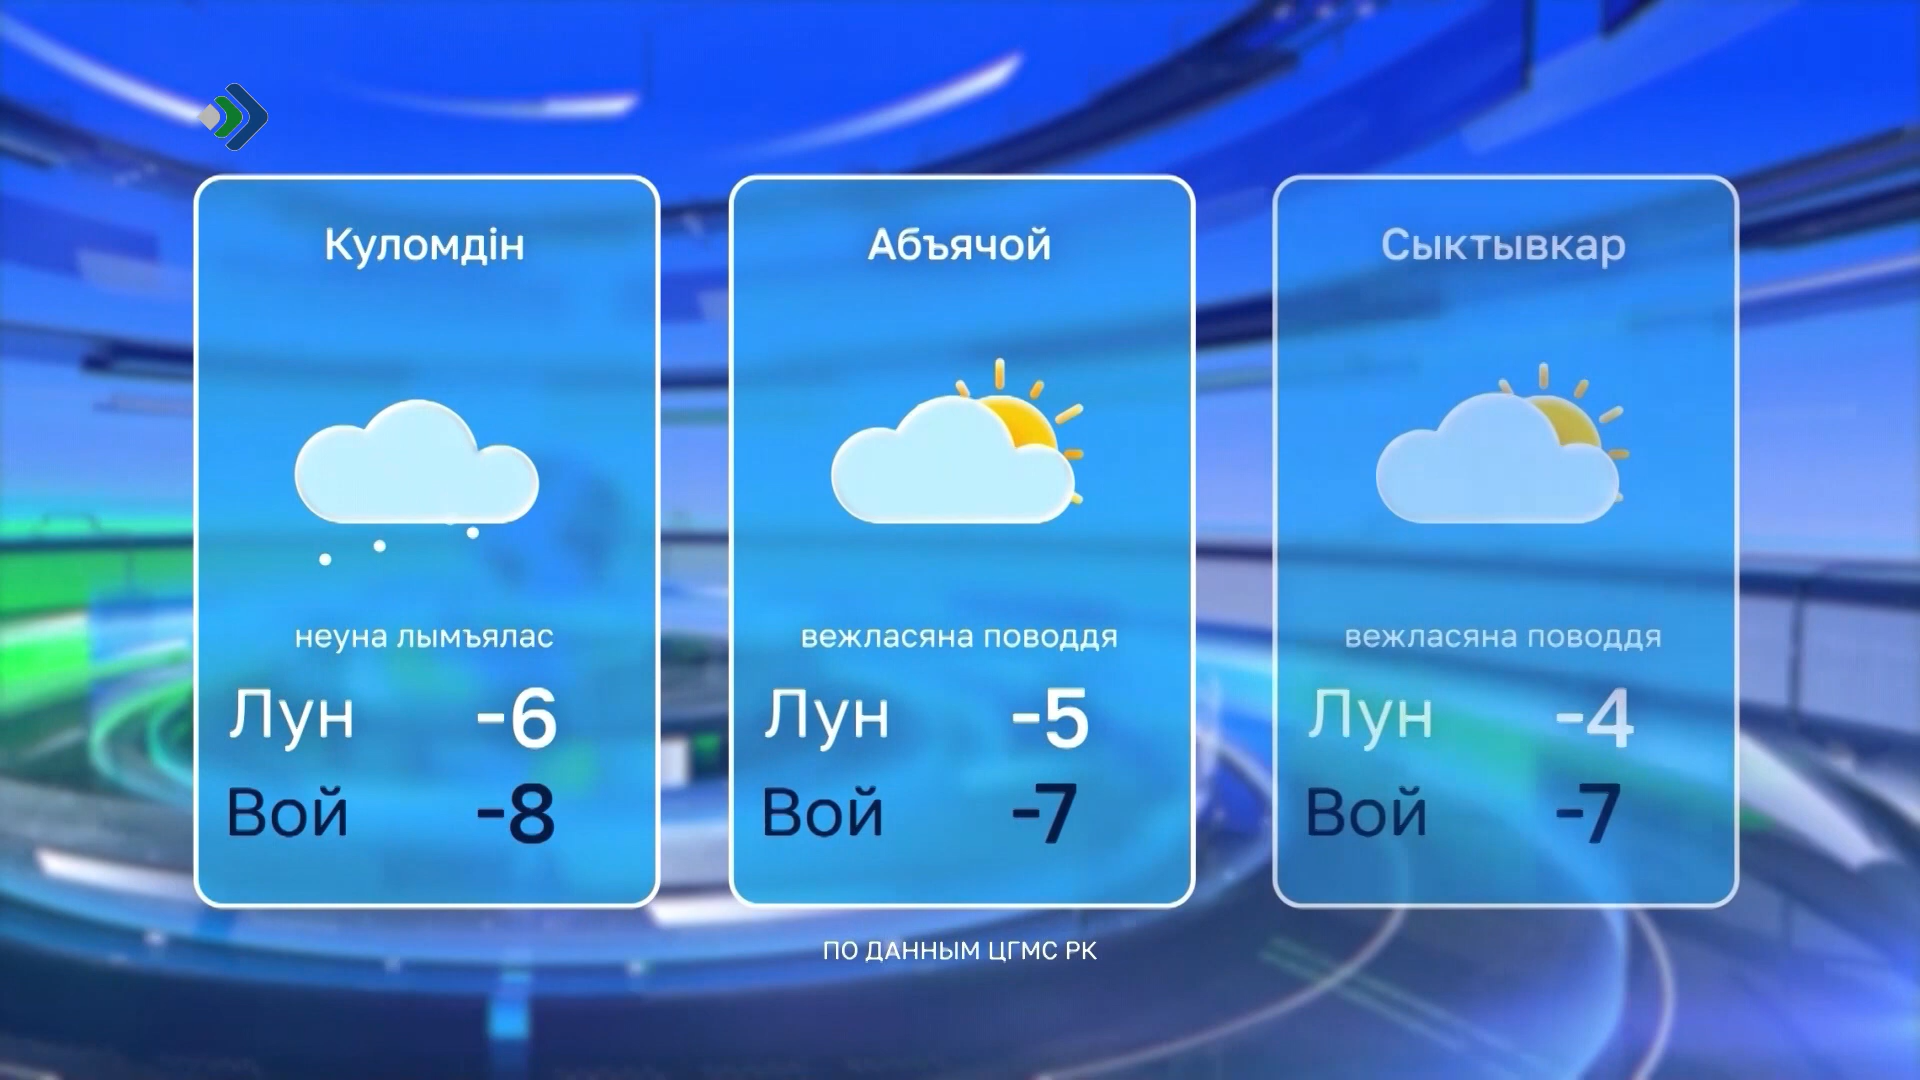 Куломдін
неуна лымъялас
Лун -6
Вой -8
Абъячой
вежласяна поводдя
Лун -5
Вой -7
Сыктывкар
вежласяна поводдя
Лун -4
Вой -7
ПО ДАННЫМ ЦГМС РК